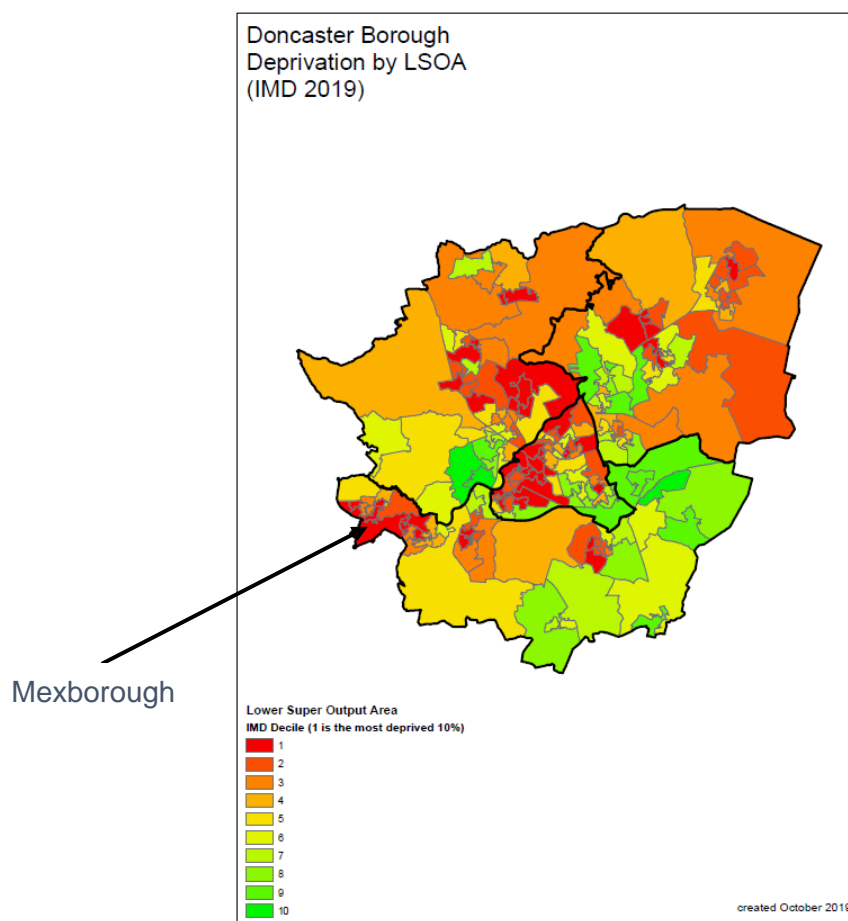 Doncaster Borough
Deprivation by LSOA
(IMD 2019)
Mexborough
Lower Super Output Area
IMD Decile (1 is the most deprived 10%)
1
2
3
4
5
6
7
8
9
10
created October 2019